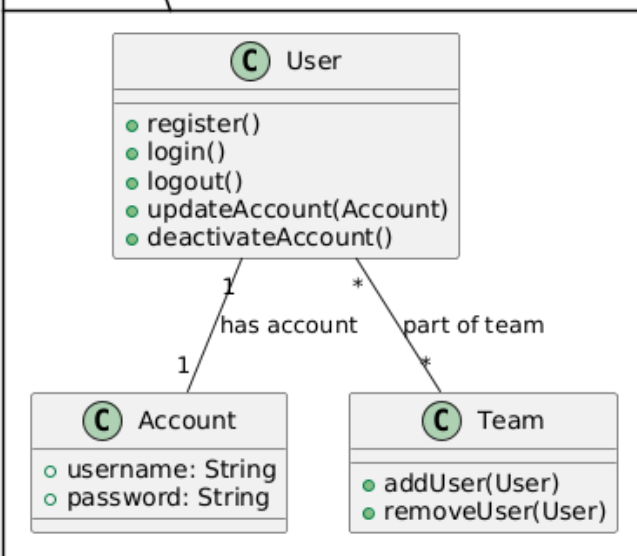 C User
register()
login()
logout()
updateAccount(Account)
deactivateAccount()
1
*
has account
part of team
1
*
C Account
C Team
username: String
password: String
addUser(User)
removeUser(User)